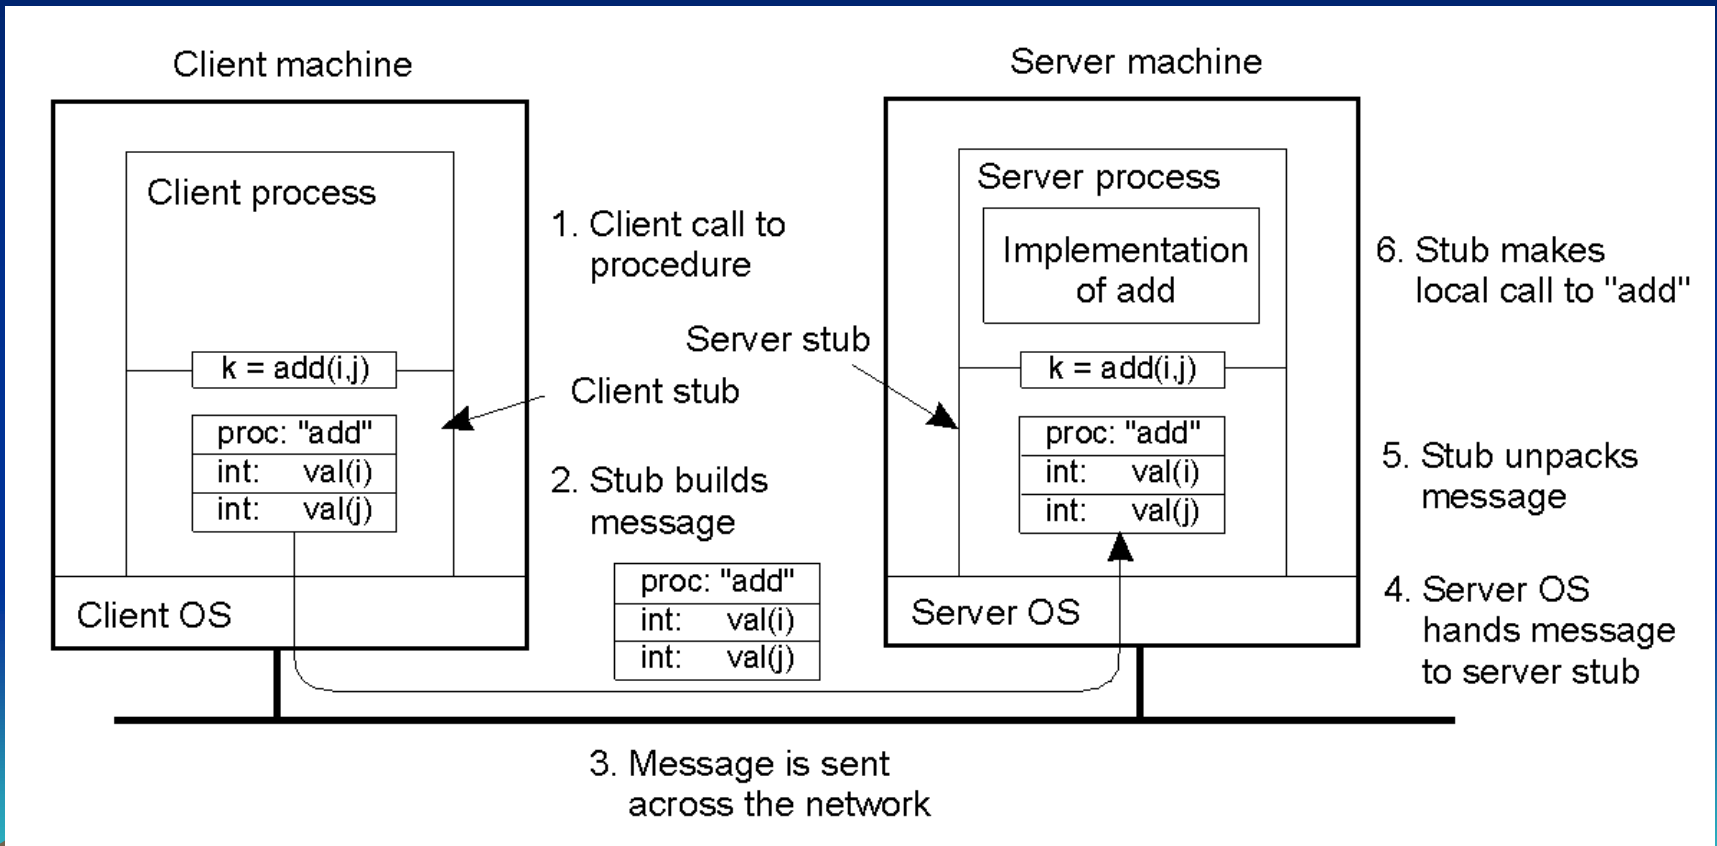 Client machine
Client process
k = add(i,j)
proc: "add"
int: val(i)
int: val(j)
Client OS
1. Client call to
procedure
Server stub
Client stub
2. Stub builds
message
proc: "add"
int: val(i)
int: val(j)
3. Message is sent
across the network
Server machine
Server process
Implementation
of add
k = add(i,j)
proc: "add"
int: val(i)
int: val(j)
Server OS
6. Stub makes
local call to "add"
5. Stub unpacks
message
4. Server OS
hands message
to server stub